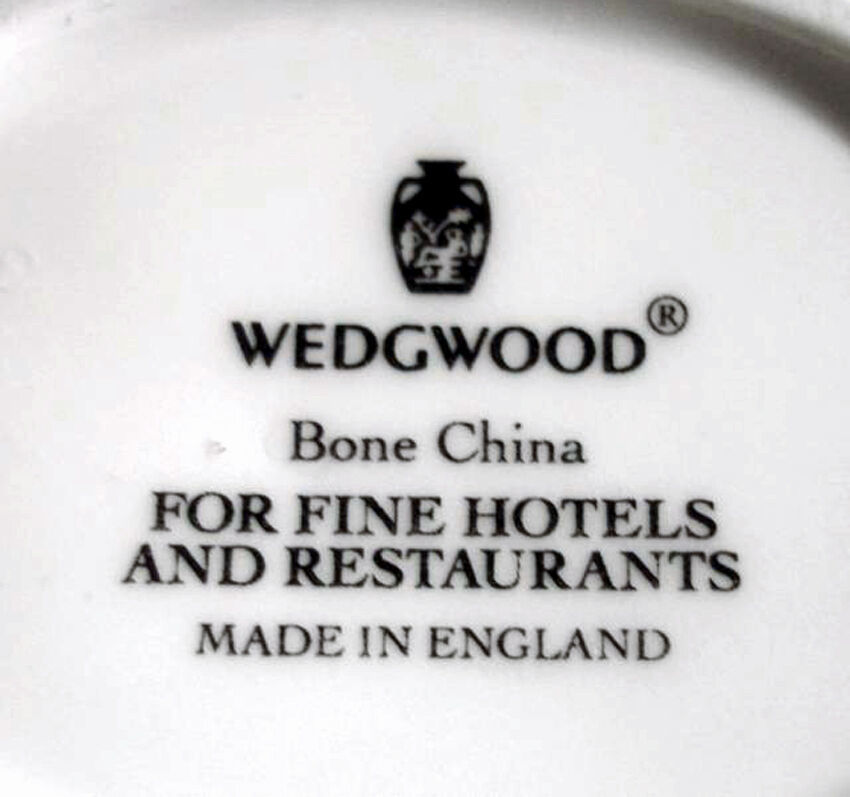 WEDGWOOD®
Bone China
FOR FINE HOTELS
AND RESTAURANTS
MADE IN ENGLAND